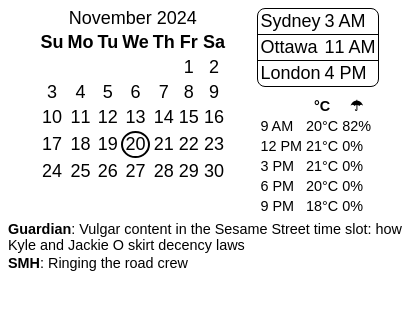 November 2024
Su Mo Tu We Th Fr Sa
1 2
3 4 5 6 7 8 9
10 11 12 13 14 15 16
17 18 19 20 21 22 23
24 25 26 27 28 29 30
Sydney 3 AM
Ottawa 11 AM
London 4 PM
°C ☂
9 AM 20°C 82%
12 PM 21°C 0%
3 PM 21°C 0%
6 PM 20°C 0%
9 PM 18°C 0%
Guardian: Vulgar content in the Sesame Street time slot: how
Kyle and Jackie O skirt decency laws
SMH: Ringing the road crew